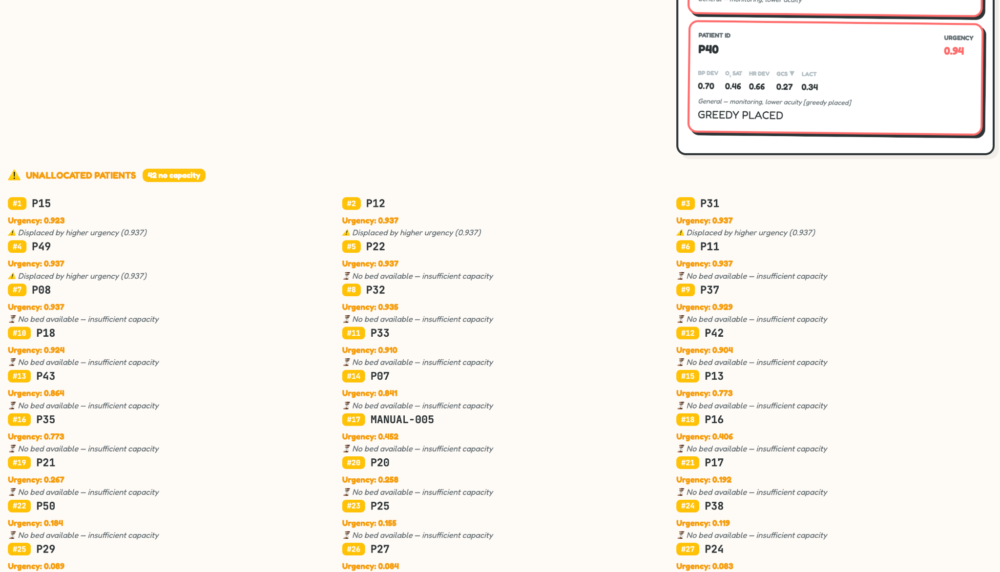 General – monitoring, lower acuity
PATIENT ID URGENCY
P40 0.94
BP DEV O₂ SAT HR DEV GCS ▼ LACT
0.70 0.46 0.66 0.27 0.34
General – monitoring, lower acuity [greedy placed]
GREEDY PLACED
⚠️ UNALLOCATED PATIENTS 42 no capacity
#1 P15 #2 P12 #3 P31
Urgency: 0.923 Urgency: 0.937 Urgency: 0.937
⚠️ Displaced by higher urgency (0.937) ⚠️ Displaced by higher urgency (0.937) ⚠️ Displaced by higher urgency (0.937)
#4 P49 #5 P22 #6 P11
Urgency: 0.937 Urgency: 0.937 Urgency: 0.937
⚠️ Displaced by higher urgency (0.937) ⏳ No bed available – insufficient capacity ⏳ No bed available – insufficient capacity
#7 P08 #8 P32 #9 P37
Urgency: 0.937 Urgency: 0.935 Urgency: 0.929
⏳ No bed available – insufficient capacity ⏳ No bed available – insufficient capacity ⏳ No bed available – insufficient capacity
#10 P18 #11 P33 #12 P42
Urgency: 0.924 Urgency: 0.910 Urgency: 0.904
⏳ No bed available – insufficient capacity ⏳ No bed available – insufficient capacity ⏳ No bed available – insufficient capacity
#13 P43 #14 P07 #15 P13
Urgency: 0.864 Urgency: 0.841 Urgency: 0.773
⏳ No bed available – insufficient capacity ⏳ No bed available – insufficient capacity ⏳ No bed available – insufficient capacity
#16 P35 #17 MANUAL-005 #18 P16
Urgency: 0.773 Urgency: 0.452 Urgency: 0.406
⏳ No bed available – insufficient capacity ⏳ No bed available – insufficient capacity ⏳ No bed available – insufficient capacity
#19 P21 #20 P20 #21 P17
Urgency: 0.267 Urgency: 0.258 Urgency: 0.192
⏳ No bed available – insufficient capacity ⏳ No bed available – insufficient capacity ⏳ No bed available – insufficient capacity
#22 P50 #23 P25 #24 P38
Urgency: 0.184 Urgency: 0.155 Urgency: 0.119
⏳ No bed available – insufficient capacity ⏳ No bed available – insufficient capacity ⏳ No bed available – insufficient capacity
#25 P29 #26 P27 #27 P24
Urgency: 0.089 Urgency: 0.084 Urgency: 0.083